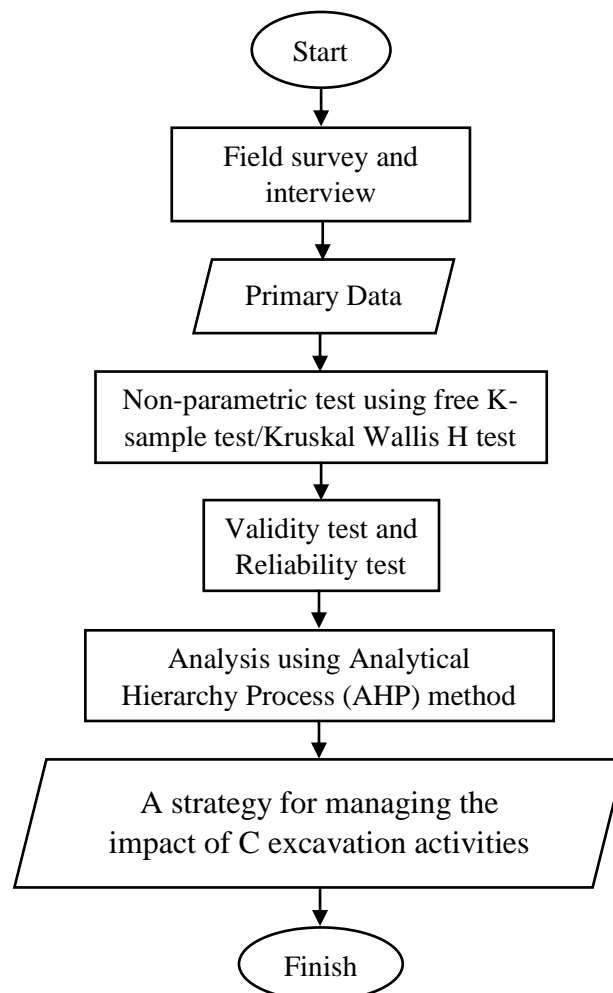 Start
Field survey and
interview
Primary Data
Non-parametric test using free K-
sample test/Kruskal Wallis H test
Validity test and
Reliability test
Analysis using Analytical
Hierarchy Process (AHP) method
A strategy for managing the
impact of C excavation activities
Finish